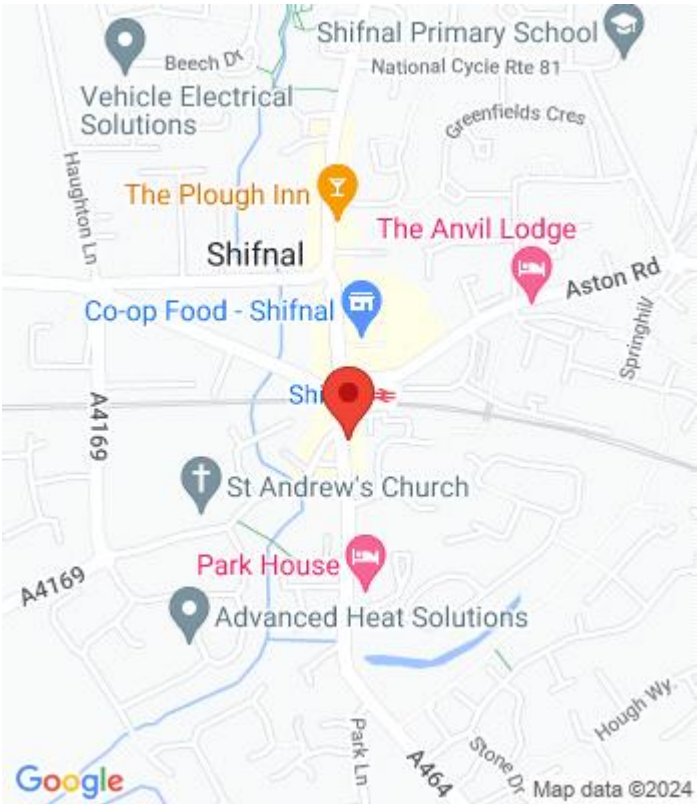 Shifnal Primary School
Beech Dr
National Cycle Rte 81
Vehicle Electrical
Solutions
Greenfields Cres
Haughton Ln
The Plough Inn
The Anvil Lodge
Shifnal
Aston Rd
Co-op Food - Shifnal
Springhill
Shi
A4169
St Andrew's Church
Park House
A4169
Advanced Heat Solutions
Hough Wy.
Park Ln
Stone Dr
A464
Google
Map data ©2024